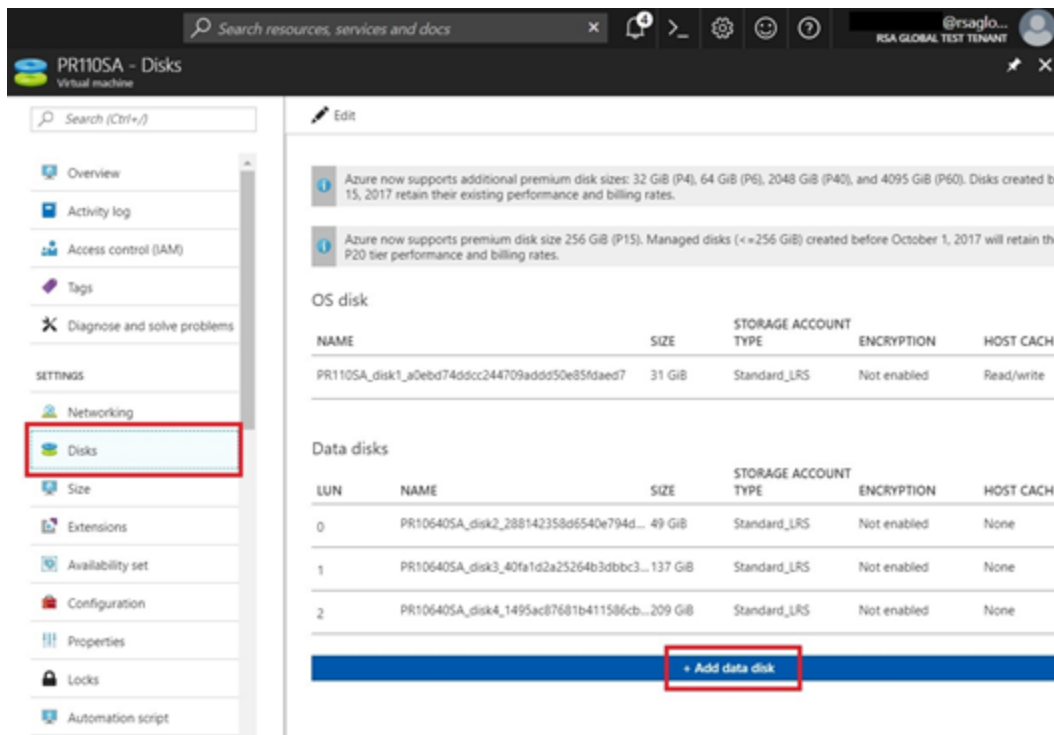 Search resources, services and docs
4
@rsaglo...
RSA GLOBAL TEST TENANT
PR110SA - Disks
Virtual machine
Search (Ctrl+/)
Overview
Activity log
Access control (IAM)
Tags
Diagnose and solve problems
SETTINGS
Networking
Disks
Size
Extensions
Availability set
Configuration
Properties
Locks
Automation script
Edit
Azure now supports additional premium disk sizes: 32 GiB (P4), 64 GiB (P6), 2048 GiB (P40), and 4095 GiB (P60). Disks created b
15, 2017 retain their existing performance and billing rates.
Azure now supports premium disk size 256 GiB (P15). Managed disks (<=256 GiB) created before October 1, 2017 will retain th
P20 tier performance and billing rates.
OS disk
NAME SIZE STORAGE ACCOUNT TYPE ENCRYPTION HOST CACH
PR110SA_disk1_a0ebd74ddcc244709addd50e85fdaed7 31 GiB Standard_LRS Not enabled Read/write
Data disks
LUN NAME SIZE STORAGE ACCOUNT TYPE ENCRYPTION HOST CACH
0 PR10640SA_disk2_288142358d6540e794d... 49 GiB Standard_LRS Not enabled None
1 PR10640SA_disk3_40fa1d2a25264b3dbbc3... 137 GiB Standard_LRS Not enabled None
2 PR10640SA_disk4_1495ac87681b411586cb... 209 GiB Standard_LRS Not enabled None
+ Add data disk